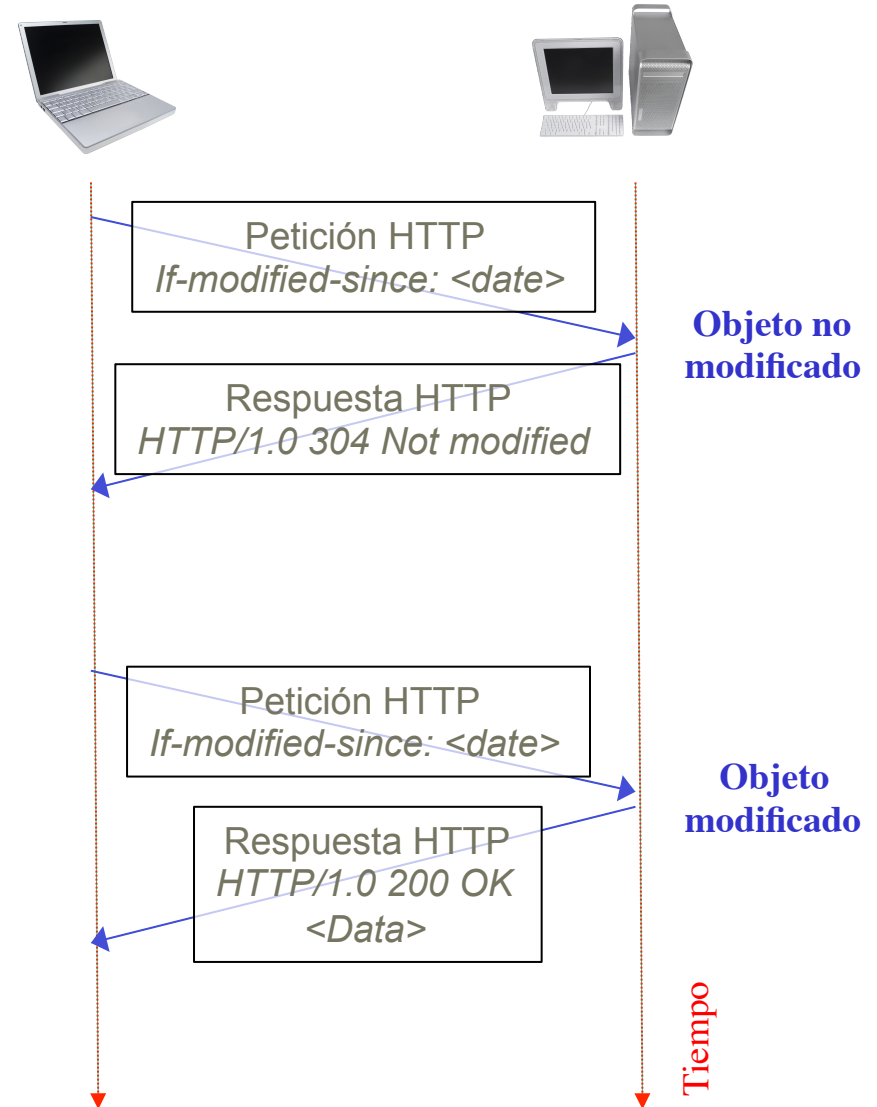 Petición HTTP
If-modified-since: <date>
Objeto no
modificado
Respuesta HTTP
HTTP/1.0 304 Not modified
Petición HTTP
If-modified-since: <date>
Objeto
modificado
Respuesta HTTP
HTTP/1.0 200 OK
<Data>
Tiempo